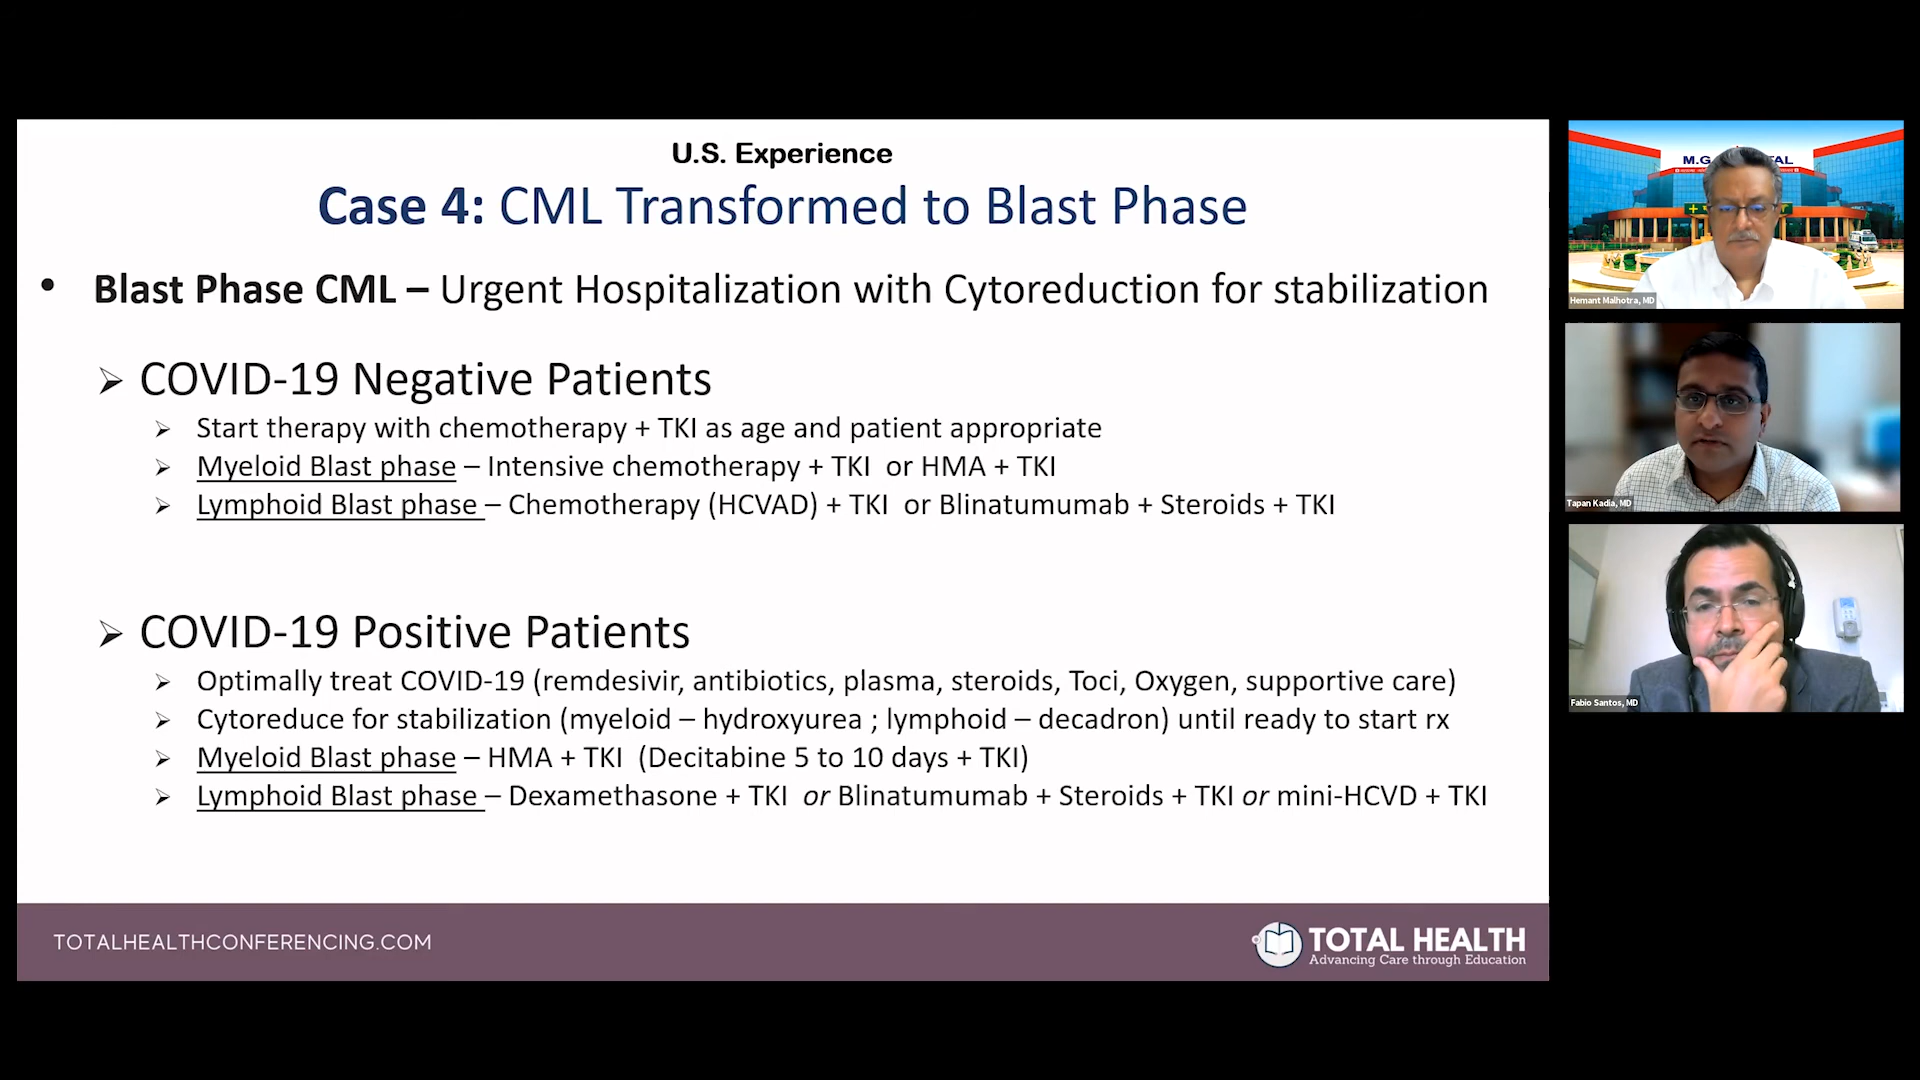 U.S. Experience
Case 4: CML Transformed to Blast Phase
• Blast Phase CML – Urgent Hospitalization with Cytoreduction for stabilization
➢ COVID-19 Negative Patients
➢ Start therapy with chemotherapy + TKI as age and patient appropriate
➢ Myeloid Blast phase – Intensive chemotherapy + TKI or HMA + TKI
➢ Lymphoid Blast phase – Chemotherapy (HCVAD) + TKI or Blinatumumab + Steroids + TKI
➢ COVID-19 Positive Patients
➢ Optimally treat COVID-19 (remdesivir, antibiotics, plasma, steroids, Toci, Oxygen, supportive care)
➢ Cytoreduce for stabilization (myeloid – hydroxyurea ; lymphoid – decadron) until ready to start rx
➢ Myeloid Blast phase – HMA + TKI (Decitabine 5 to 10 days + TKI)
➢ Lymphoid Blast phase – Dexamethasone + TKI or Blinatumumab + Steroids + TKI or mini-HCVD + TKI
TOTALHEALTHCONFERENCING.COM
TOTAL HEALTH
Advancing Care through Education
M.G.
Hemant Malhotra, MD
Tapan Kadia, MD
Fabio Santos, MD